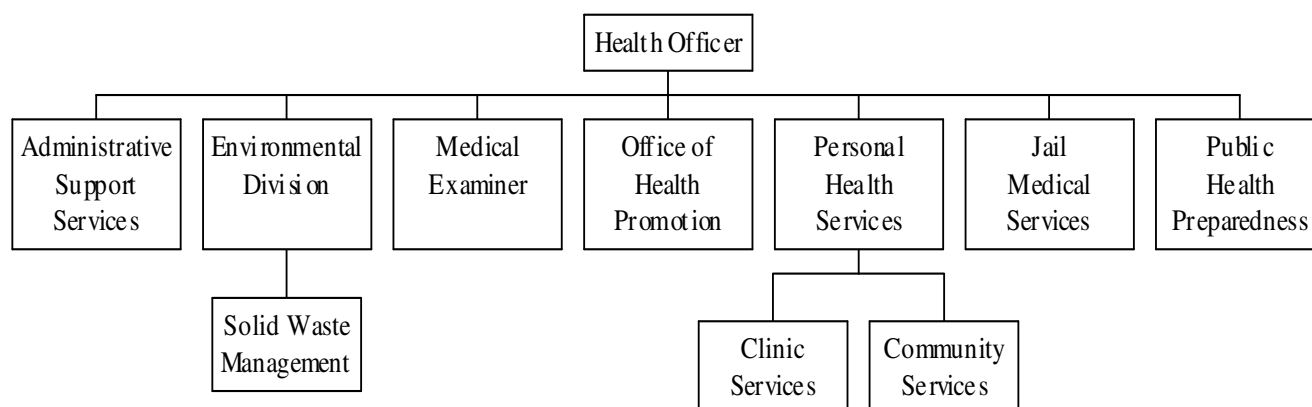 Health Officer
Administrative
Support
Services
Environmental
Division
Medical
Examiner
Office of
Health
Promotion
Personal
Health
Services
Jail
Medical
Services
Public
Health
Preparedness
Solid Waste
Management
Clinic
Services
Community
Services